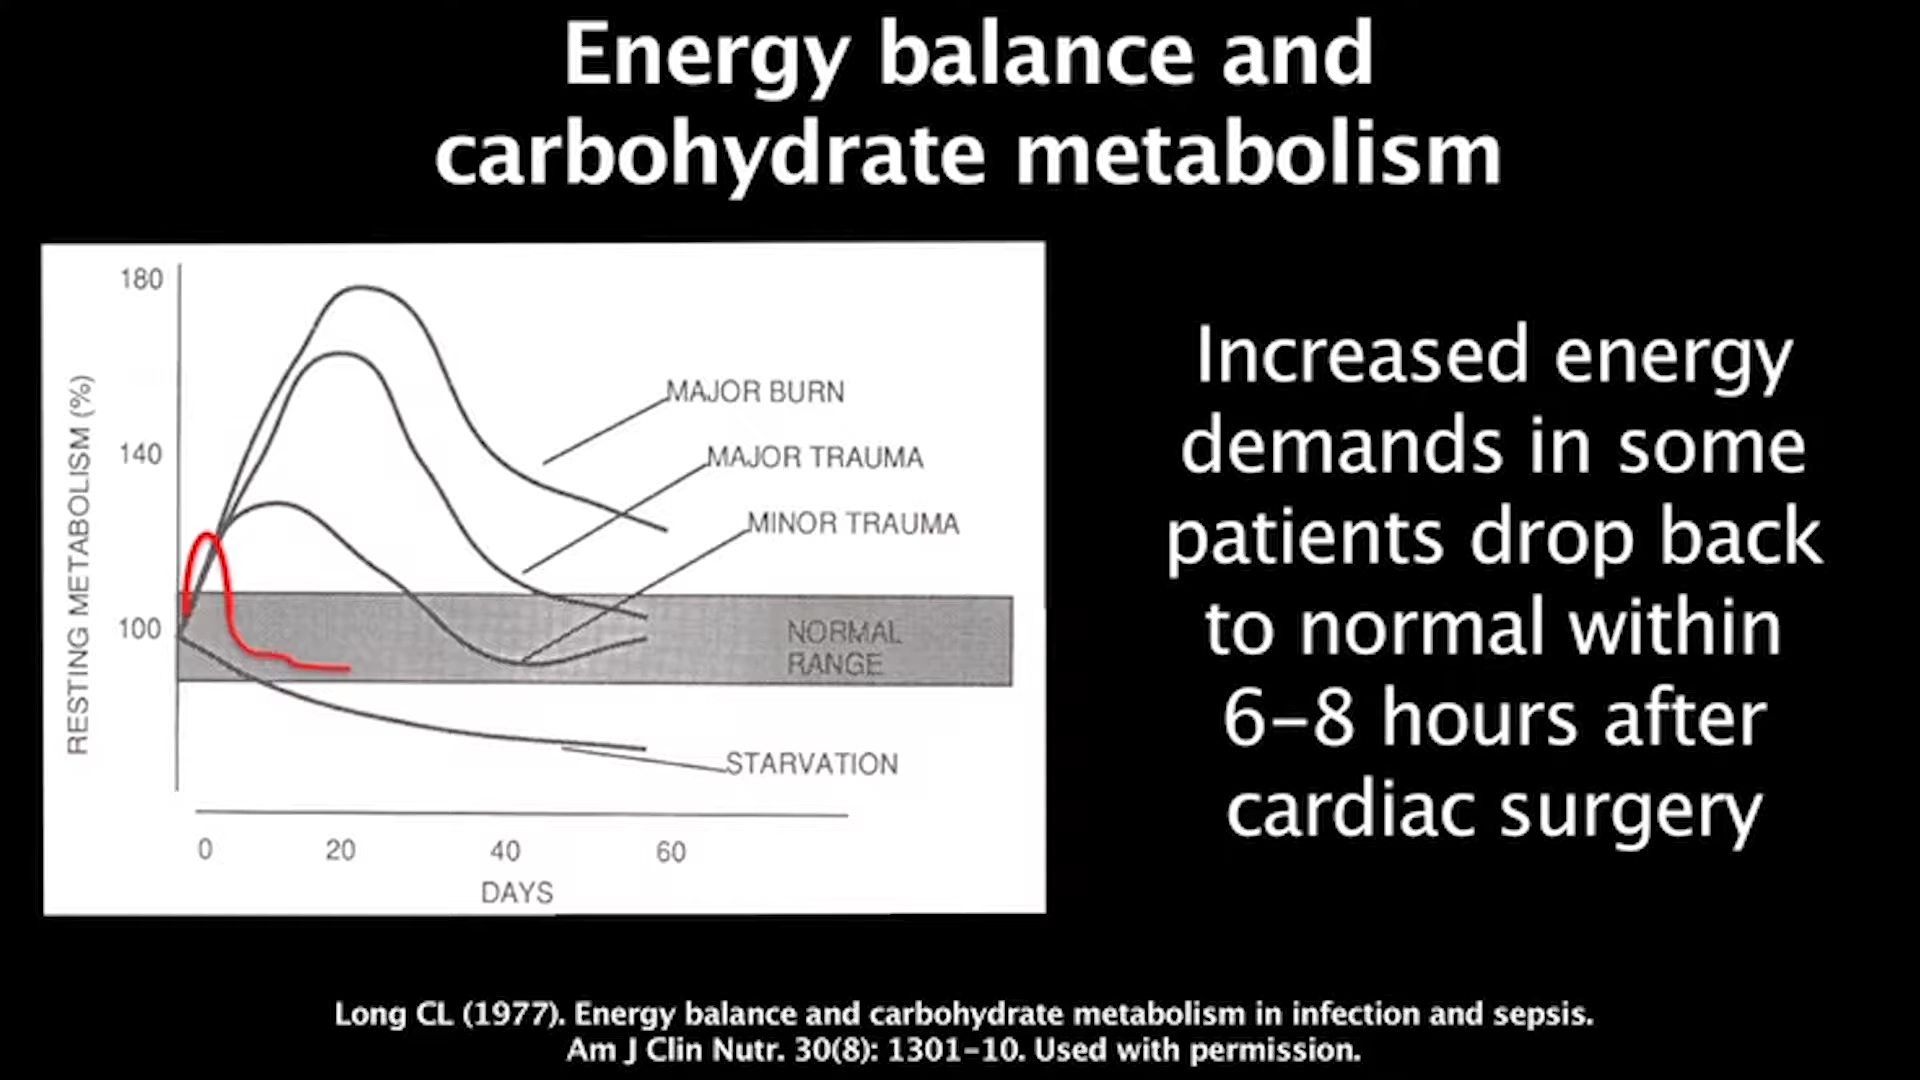 Energy balance and
carbohydrate metabolism
180
140
100
RESTING METABOLISM (%)
MAJOR BURN
MAJOR TRAUMA
MINOR TRAUMA
NORMAL
RANGE
STARVATION
0 20 40 60
DAYS
Increased energy
demands in some
patients drop back
to normal within
6–8 hours after
cardiac surgery
Long CL (1977). Energy balance and carbohydrate metabolism in infection and sepsis.
Am J Clin Nutr. 30(8): 1301–10. Used with permission.